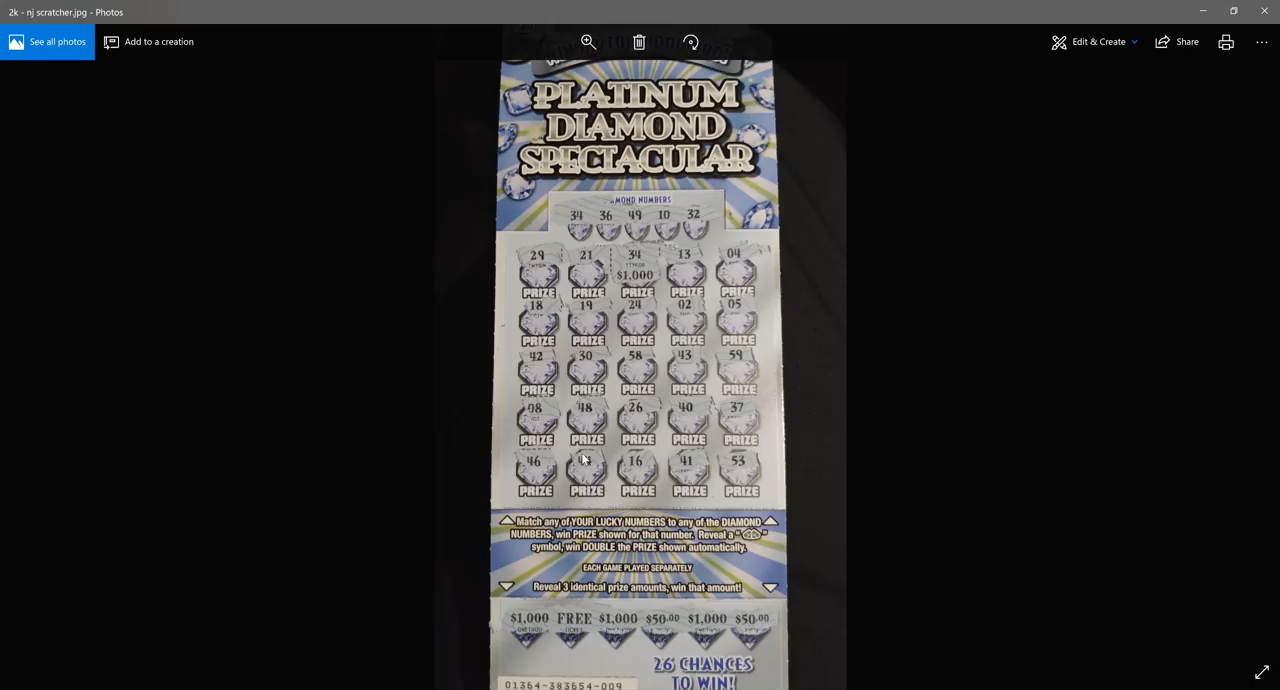 2k - nj scratcher.jpg - Photos
See all photos
Add to a creation
Edit & Create
Share
PLATINUM
DIAMOND
SPECTACULAR
NUMBERS
34 36 49 10 32
29 21 34 13 04
$1,000
PRIZE PRIZE PRIZE PRIZE PRIZE
18 19 24 02 05
PRIZE PRIZE PRIZE PRIZE PRIZE
42 30 58 43 59
PRIZE PRIZE PRIZE PRIZE PRIZE
08 48 26 40 37
PRIZE PRIZE PRIZE PRIZE PRIZE
46 16 41 53
PRIZE PRIZE PRIZE PRIZE PRIZE
Match any of YOUR LUCKY NUMBERS to any of the DIAMOND
NUMBERS, win PRIZE shown for that number. Reveal a " "
symbol, win DOUBLE the PRIZE shown automatically.
EACH GAME PLAYED SEPARATELY
Reveal 3 identical prize amounts, win that amount!
$1,000 FREE $1,000 $50.00 $1,000 $50.00
TICKET
26 CHANCES
TO WIN!
01364-383654-009